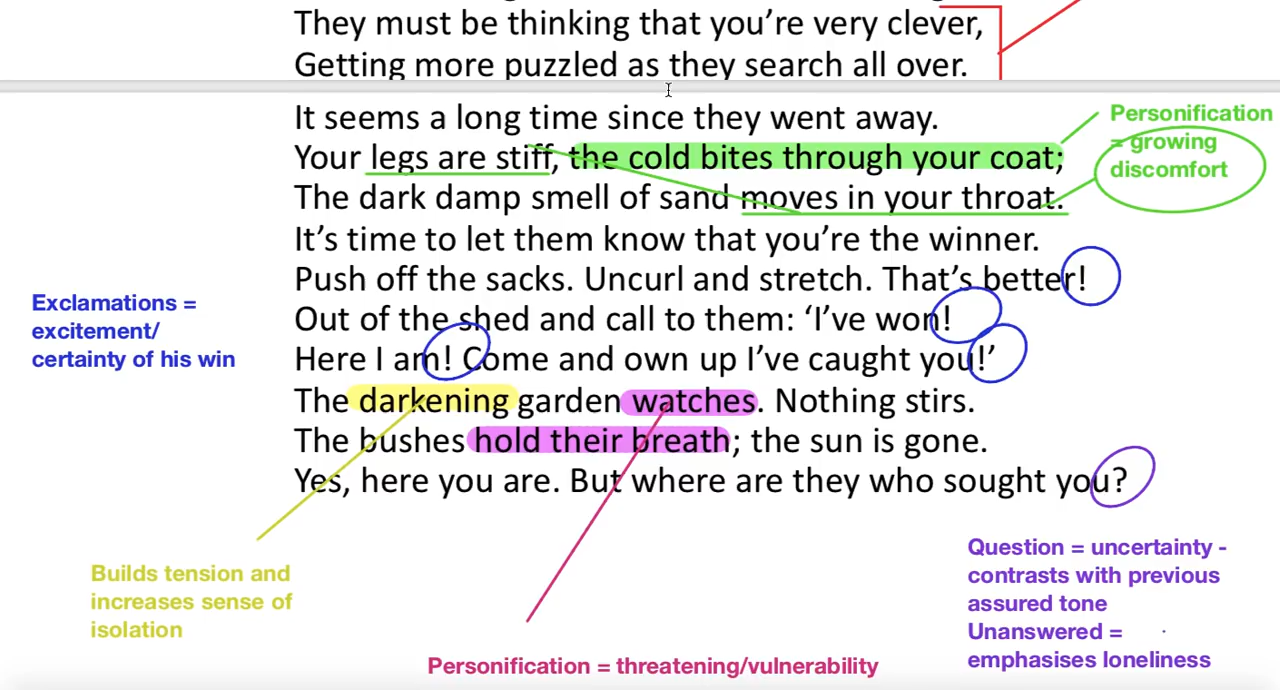 They must be thinking that you're very clever,
Getting more puzzled as they search all over.
It seems a long time since they went away.
Your legs are stiff, the cold bites through your coat;
The dark damp smell of sand moves in your throat.
It's time to let them know that you're the winner.
Push off the sacks. Uncurl and stretch. That's better!
Out of the shed and call to them: 'I've won!
Here I am! Come and own up I've caught you!'
The darkening garden watches. Nothing stirs.
The bushes hold their breath; the sun is gone.
Yes, here you are. But where are they who sought you?
Personification
= growing
discomfort
Exclamations =
excitement/
certainty of his win
Builds tension and
increases sense of
isolation
Personification = threatening/vulnerability
Question = uncertainty -
contrasts with previous
assured tone
Unanswered =
emphasises loneliness